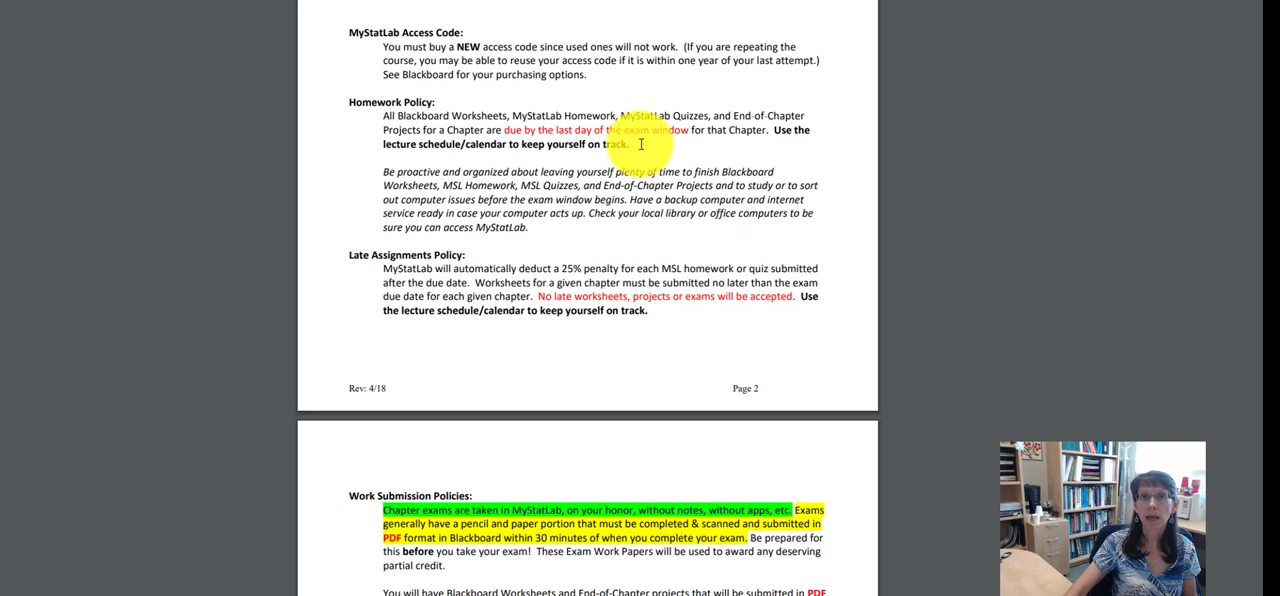 MyStatLab Access Code:
You must buy a NEW access code since used ones will not work. (If you are repeating the
course, you may be able to reuse your access code if it is within one year of your last attempt.)
See Blackboard for your purchasing options.
Homework Policy:
All Blackboard Worksheets, MyStatLab Homework, MyStatLab Quizzes, and End-of-Chapter
Projects for a Chapter are due by the last day of the exam window for that Chapter. Use the
lecture schedule/calendar to keep yourself on track.
Be proactive and organized about leaving yourself plenty of time to finish Blackboard
Worksheets, MSL Homework, MSL Quizzes, and End-of-Chapter Projects and to study or to sort
out computer issues before the exam window begins. Have a backup computer and internet
service ready in case your computer acts up. Check your local library or office computers to be
sure you can access MyStatLab.
Late Assignments Policy:
MyStatLab will automatically deduct a 25% penalty for each MSL homework or quiz submitted
after the due date. Worksheets for a given chapter must be submitted no later than the exam
due date for each given chapter. No late worksheets, projects or exams will be accepted. Use
the lecture schedule/calendar to keep yourself on track.
Rev: 4/18 Page 2
Work Submission Policies:
Chapter exams are taken in MyStatLab, on your honor, without notes, without apps, etc. Exams
generally have a pencil and paper portion that must be completed & scanned and submitted in
PDF format in Blackboard within 30 minutes of when you complete your exam. Be prepared for
this before you take your exam! These Exam Work Papers will be used to award any deserving
partial credit.
You will have Blackboard Worksheets and End-of-Chapter projects that will be submitted in PDF